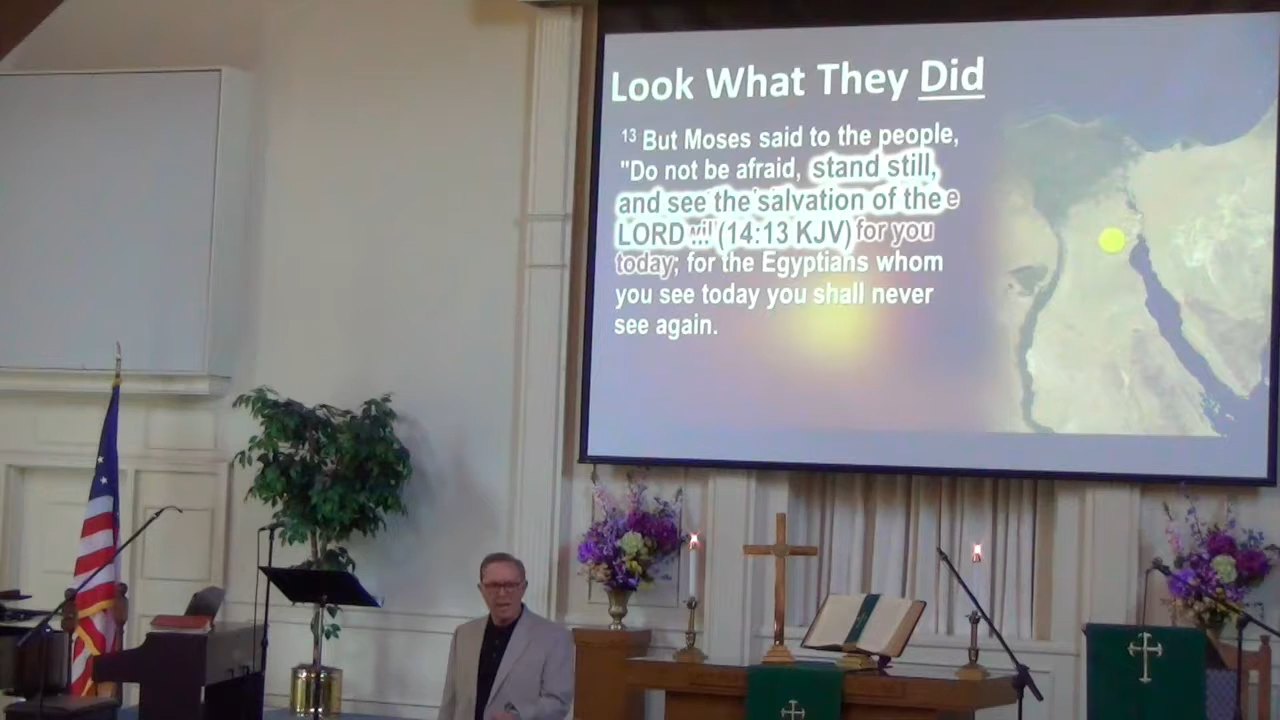 Look What They Did
13 But Moses said to the people,
"Do not be afraid, stand still,
and see the salvation of the e
LORD (14:13 KJV) for you
today; for the Egyptians whom
you see today you shall never
see again.